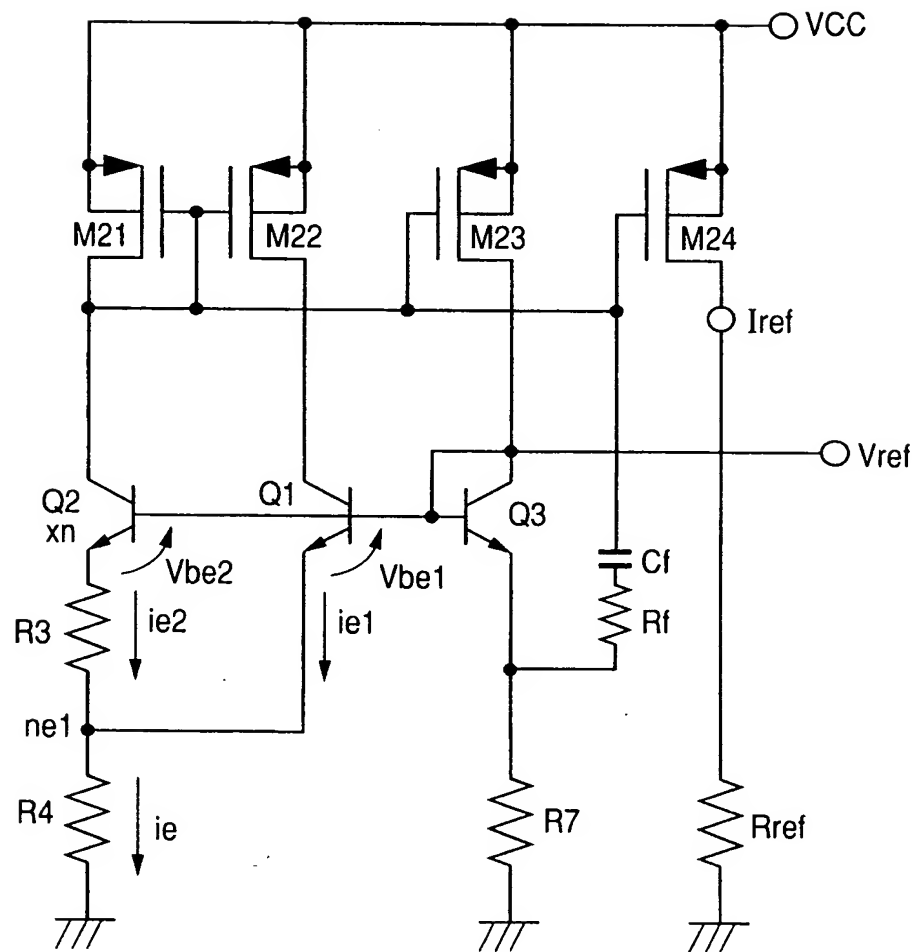 VCC
M21
M22
M23
M24
Iref
Vref
Q2
xn
Q1
Q3
Vbe2
Vbe1
Cf
Rf
R3
ie2
ie1
ne1
R4
ie
R7
Rref